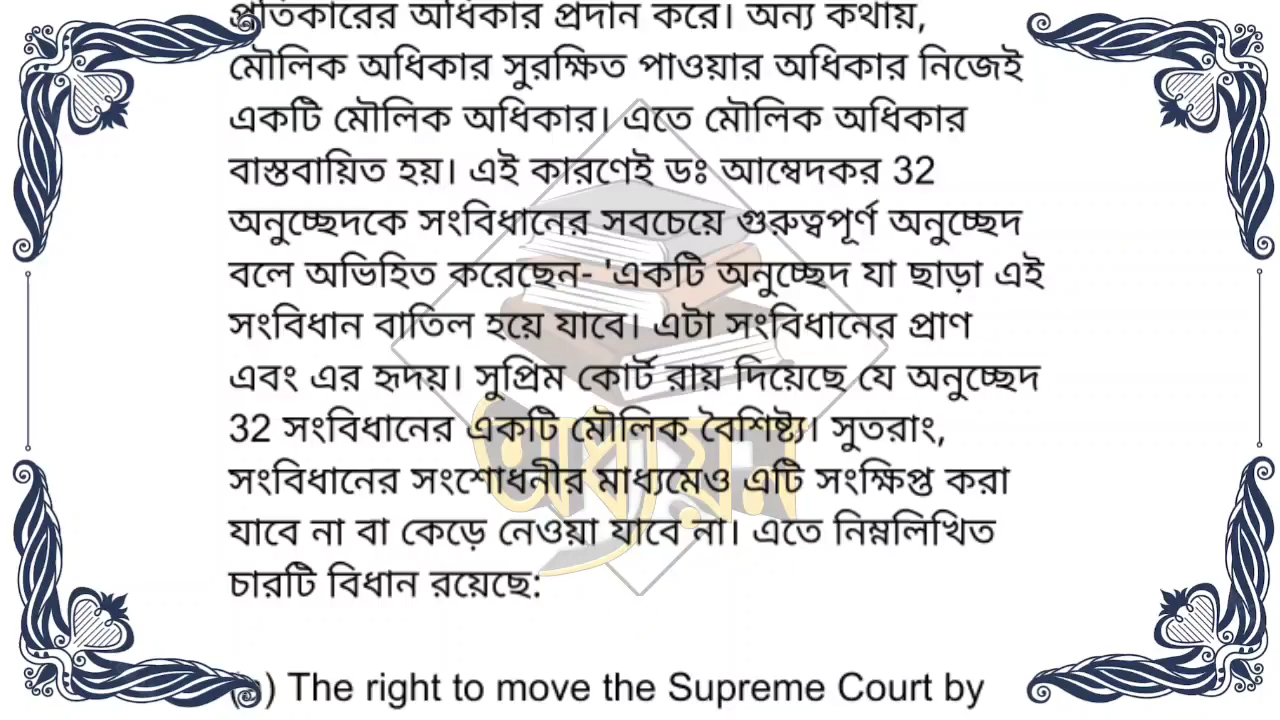 প্রতিকারের অধিকার প্রদান করে। অন্য কথায়,
মৌলিক অধিকার সুরক্ষিত পাওয়ার অধিকার নিজেই
একটি মৌলিক অধিকার। এতে মৌলিক অধিকার
বাস্তবায়িত হয়। এই কারণেই ডঃ আম্বেদকর 32
অনুচ্ছেদকে সংবিধানের সবচেয়ে গুরুত্বপূর্ণ অনুচ্ছেদ
বলে অভিহিত করেছেন- 'একটি অনুচ্ছেদ যা ছাড়া এই
সংবিধান বাতিল হয়ে যাবে। এটা সংবিধানের প্রাণ
এবং এর হৃদয়। সুপ্রিম কোর্ট রায় দিয়েছে যে অনুচ্ছেদ
32 সংবিধানের একটি মৌলিক বৈশিষ্ট্য। সুতরাং,
সংবিধানের সংশোধনীর মাধ্যমেও এটি সংক্ষিপ্ত করা
যাবে না বা কেড়ে নেওয়া যাবে না। এতে নিম্নলিখিত
চারটি বিধান রয়েছে:
The right to move the Supreme Court by
অধ্যয়ন